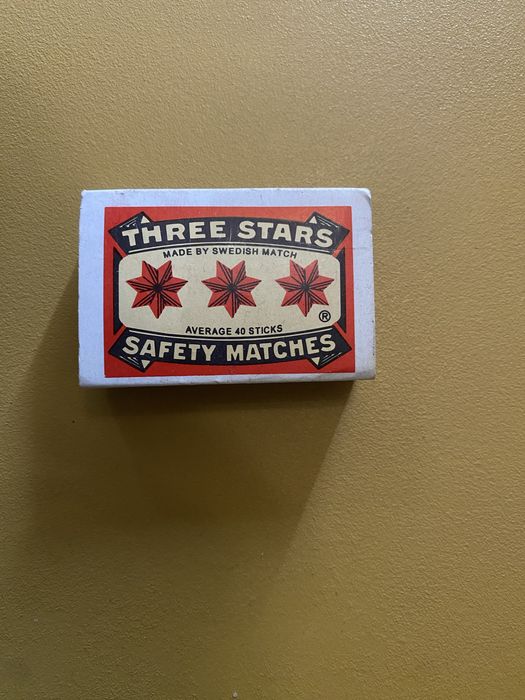 THREE STARS
MADE BY SWEDISH MATCH
®
AVERAGE 40 STICKS
SAFETY MATCHES